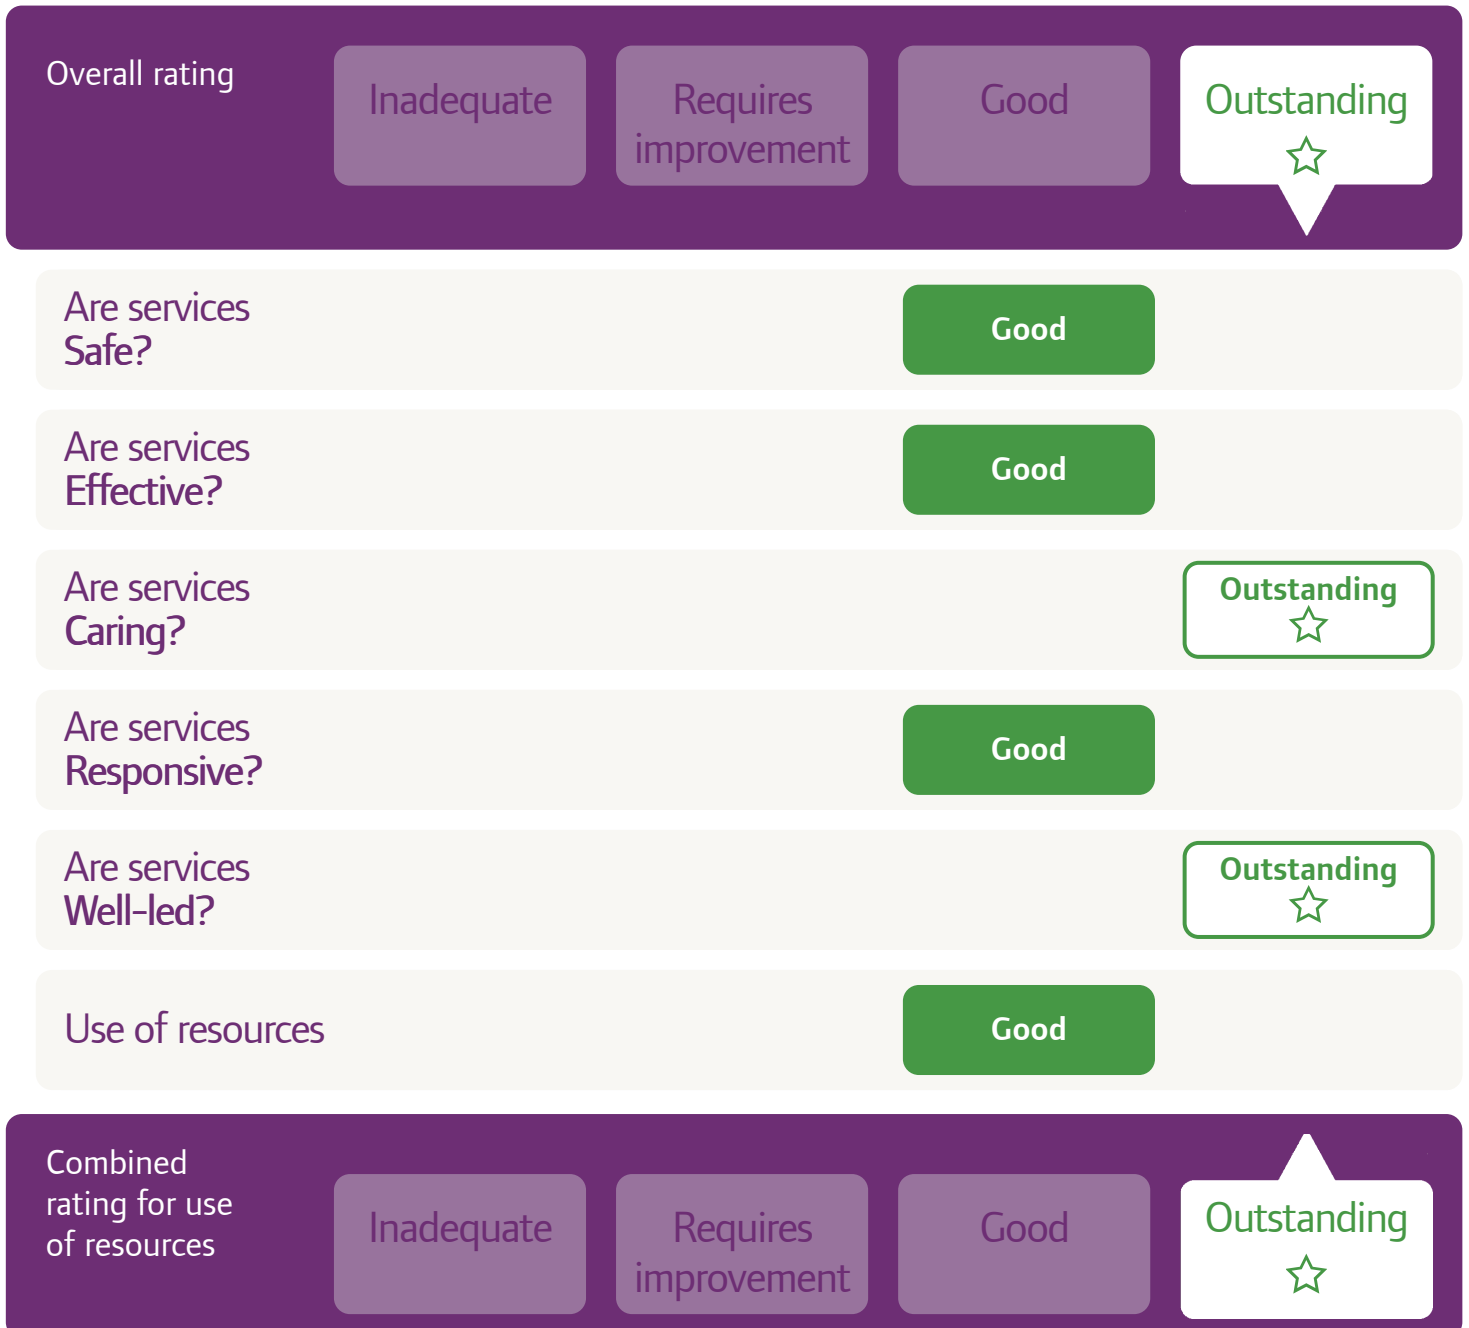 Overall rating
Inadequate
Requires
improvement
Good
Outstanding
Are services
Safe?
Good
Are services
Effective?
Good
Are services
Caring?
Outstanding
Are services
Responsive?
Good
Are services
Well-led?
Outstanding
Use of resources
Good
Combined
rating for use
of resources
Inadequate
Requires
improvement
Good
Outstanding